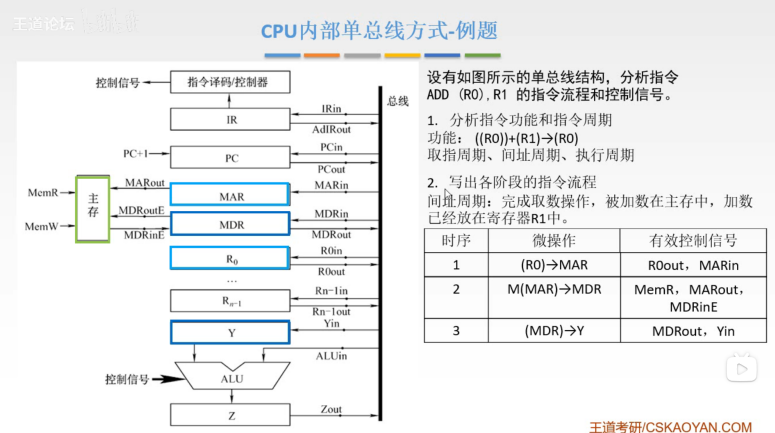 王道论坛
CPU内部单总线方式-例题
控制信号
指令译码/控制器
总线
IR
IRin
AdIRout
PC+1
PC
PCin
PCout
MemR
MemW
主存
MARout
MAR
MARin
MDRoutE
MDRinE
MDR
MDRin
MDRout
R0
R0in
R0out
…
Rn-1
Rn-1in
Rn-1out
Y
Yin
ALUin
控制信号
ALU
Z
Zout
设有如图所示的单总线结构，分析指令
ADD (R0),R1 的指令流程和控制信号。
1. 分析指令功能和指令周期
功能： ((R0))+(R1)→(R0)
取指周期、间址周期、执行周期
2. 写出各阶段的指令流程
间址周期：完成取数操作，被加数在主存中，加数
已经放在寄存器R1中。
时序 微操作 有效控制信号
1 (R0)→MAR R0out，MARin
2 M(MAR)→MDR MemR，MARout，
MDRinE
3 (MDR)→Y MDRout，Yin
王道考研/CSKAOYAN.COM